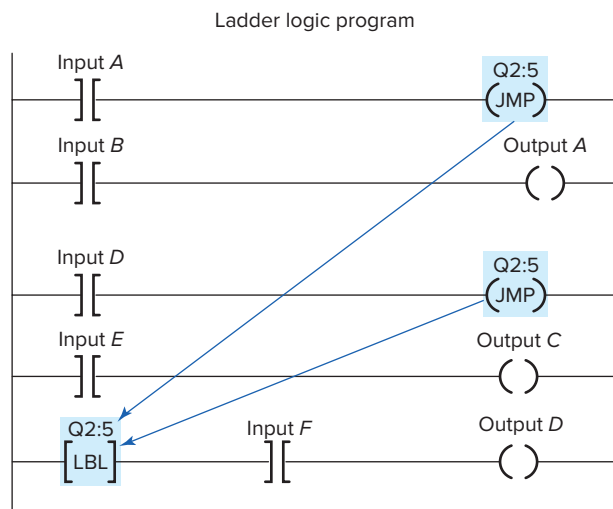 Ladder logic program
Input A
Q2:5
JMP
Input B
Output A
Input D
Q2:5
JMP
Input E
Output C
Q2:5
LBL
Input F
Output D